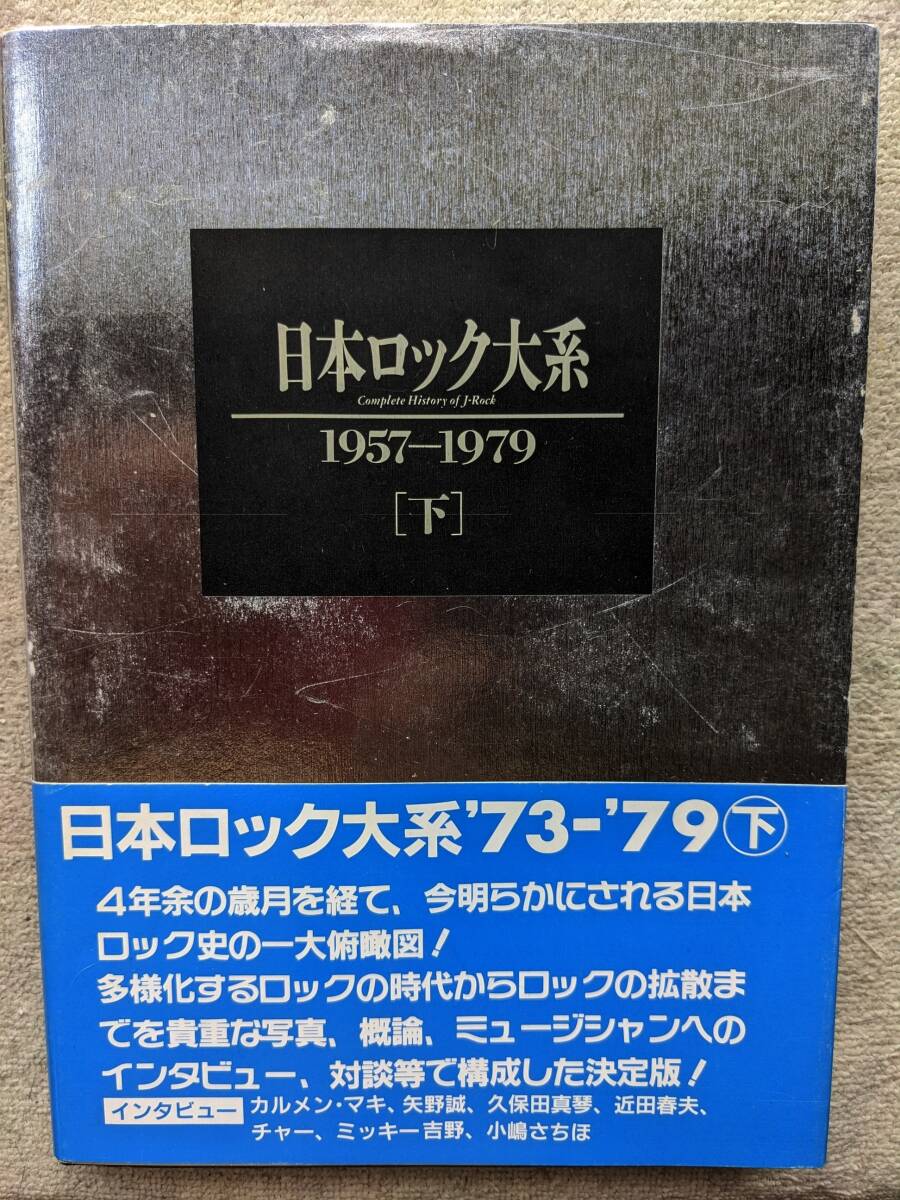 日本ロック大系
Complete History of J-Rock
1957—1979
[下]
日本ロック大系'73-'79下
4年余の歳月を経て、今明らかにされる日本
ロック史の一大俯瞰図!
多様化するロックの時代からロックの拡散ま
でを貴重な写真、概論、ミュージシャンへの
インタビュー、対談等で構成した決定版!
インタビュー カルメン・マキ、矢野誠、久保田真琴、近田春夫、
チャー、ミッキー吉野、小嶋さちほ